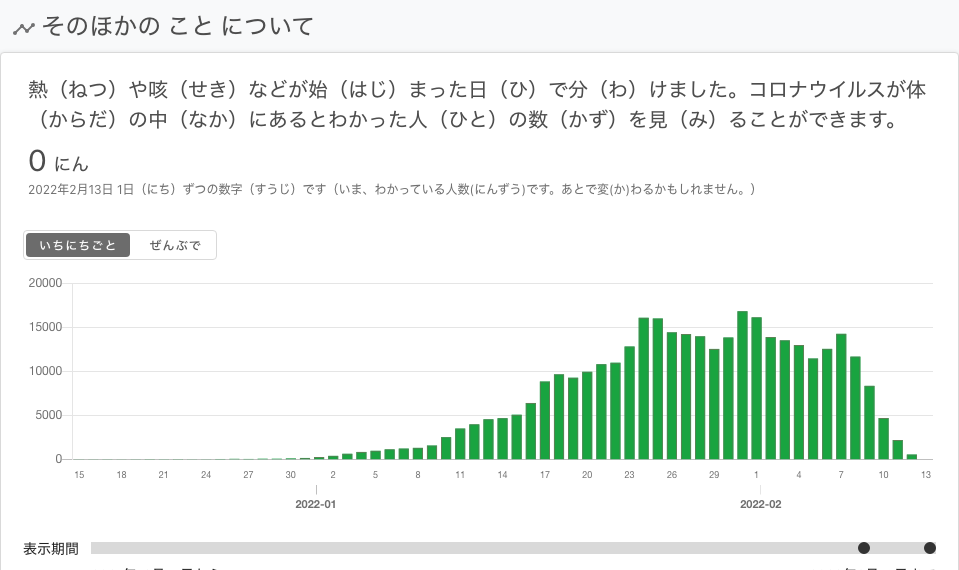 そのほかの こと について
熱（ねつ）や咳（せき）などが始（はじ）まった日（ひ）で分（わ）けました。コロナウイルスが体
（からだ）の中（なか）にあるとわかった人（ひと）の数（かず）を見（み）ることができます。
0 にん
2022年2月13日 1日（にち）ずつの数字（すうじ）です（いま、わかっている人数(にんずう)です。あとで変(か)わるかもしれません。）
いちにちごと ぜんぶで
20000
15000
10000
5000
0
15 18 21 24 27 30 2 5 8 11 14 17 20 23 26 29 1 4 7 10 13
2022-01 2022-02
表示期間